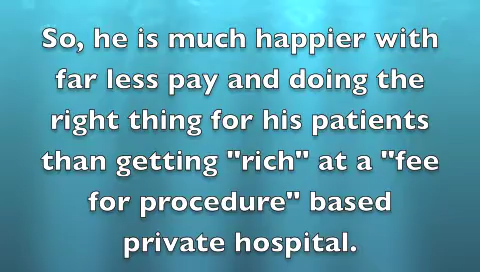 So, he is much happier with
far less pay and doing the
right thing for his patients
than getting "rich" at a "fee
for procedure" based
private hospital.